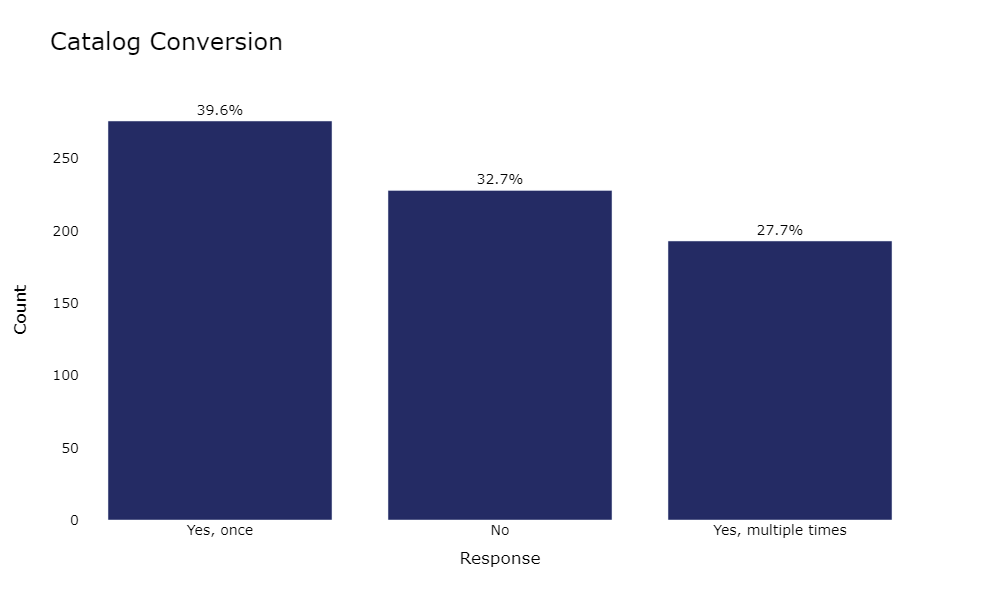 Catalog Conversion
39.6%
32.7%
27.7%
250
200
150
100
50
0
Count
Yes, once
No
Yes, multiple times
Response